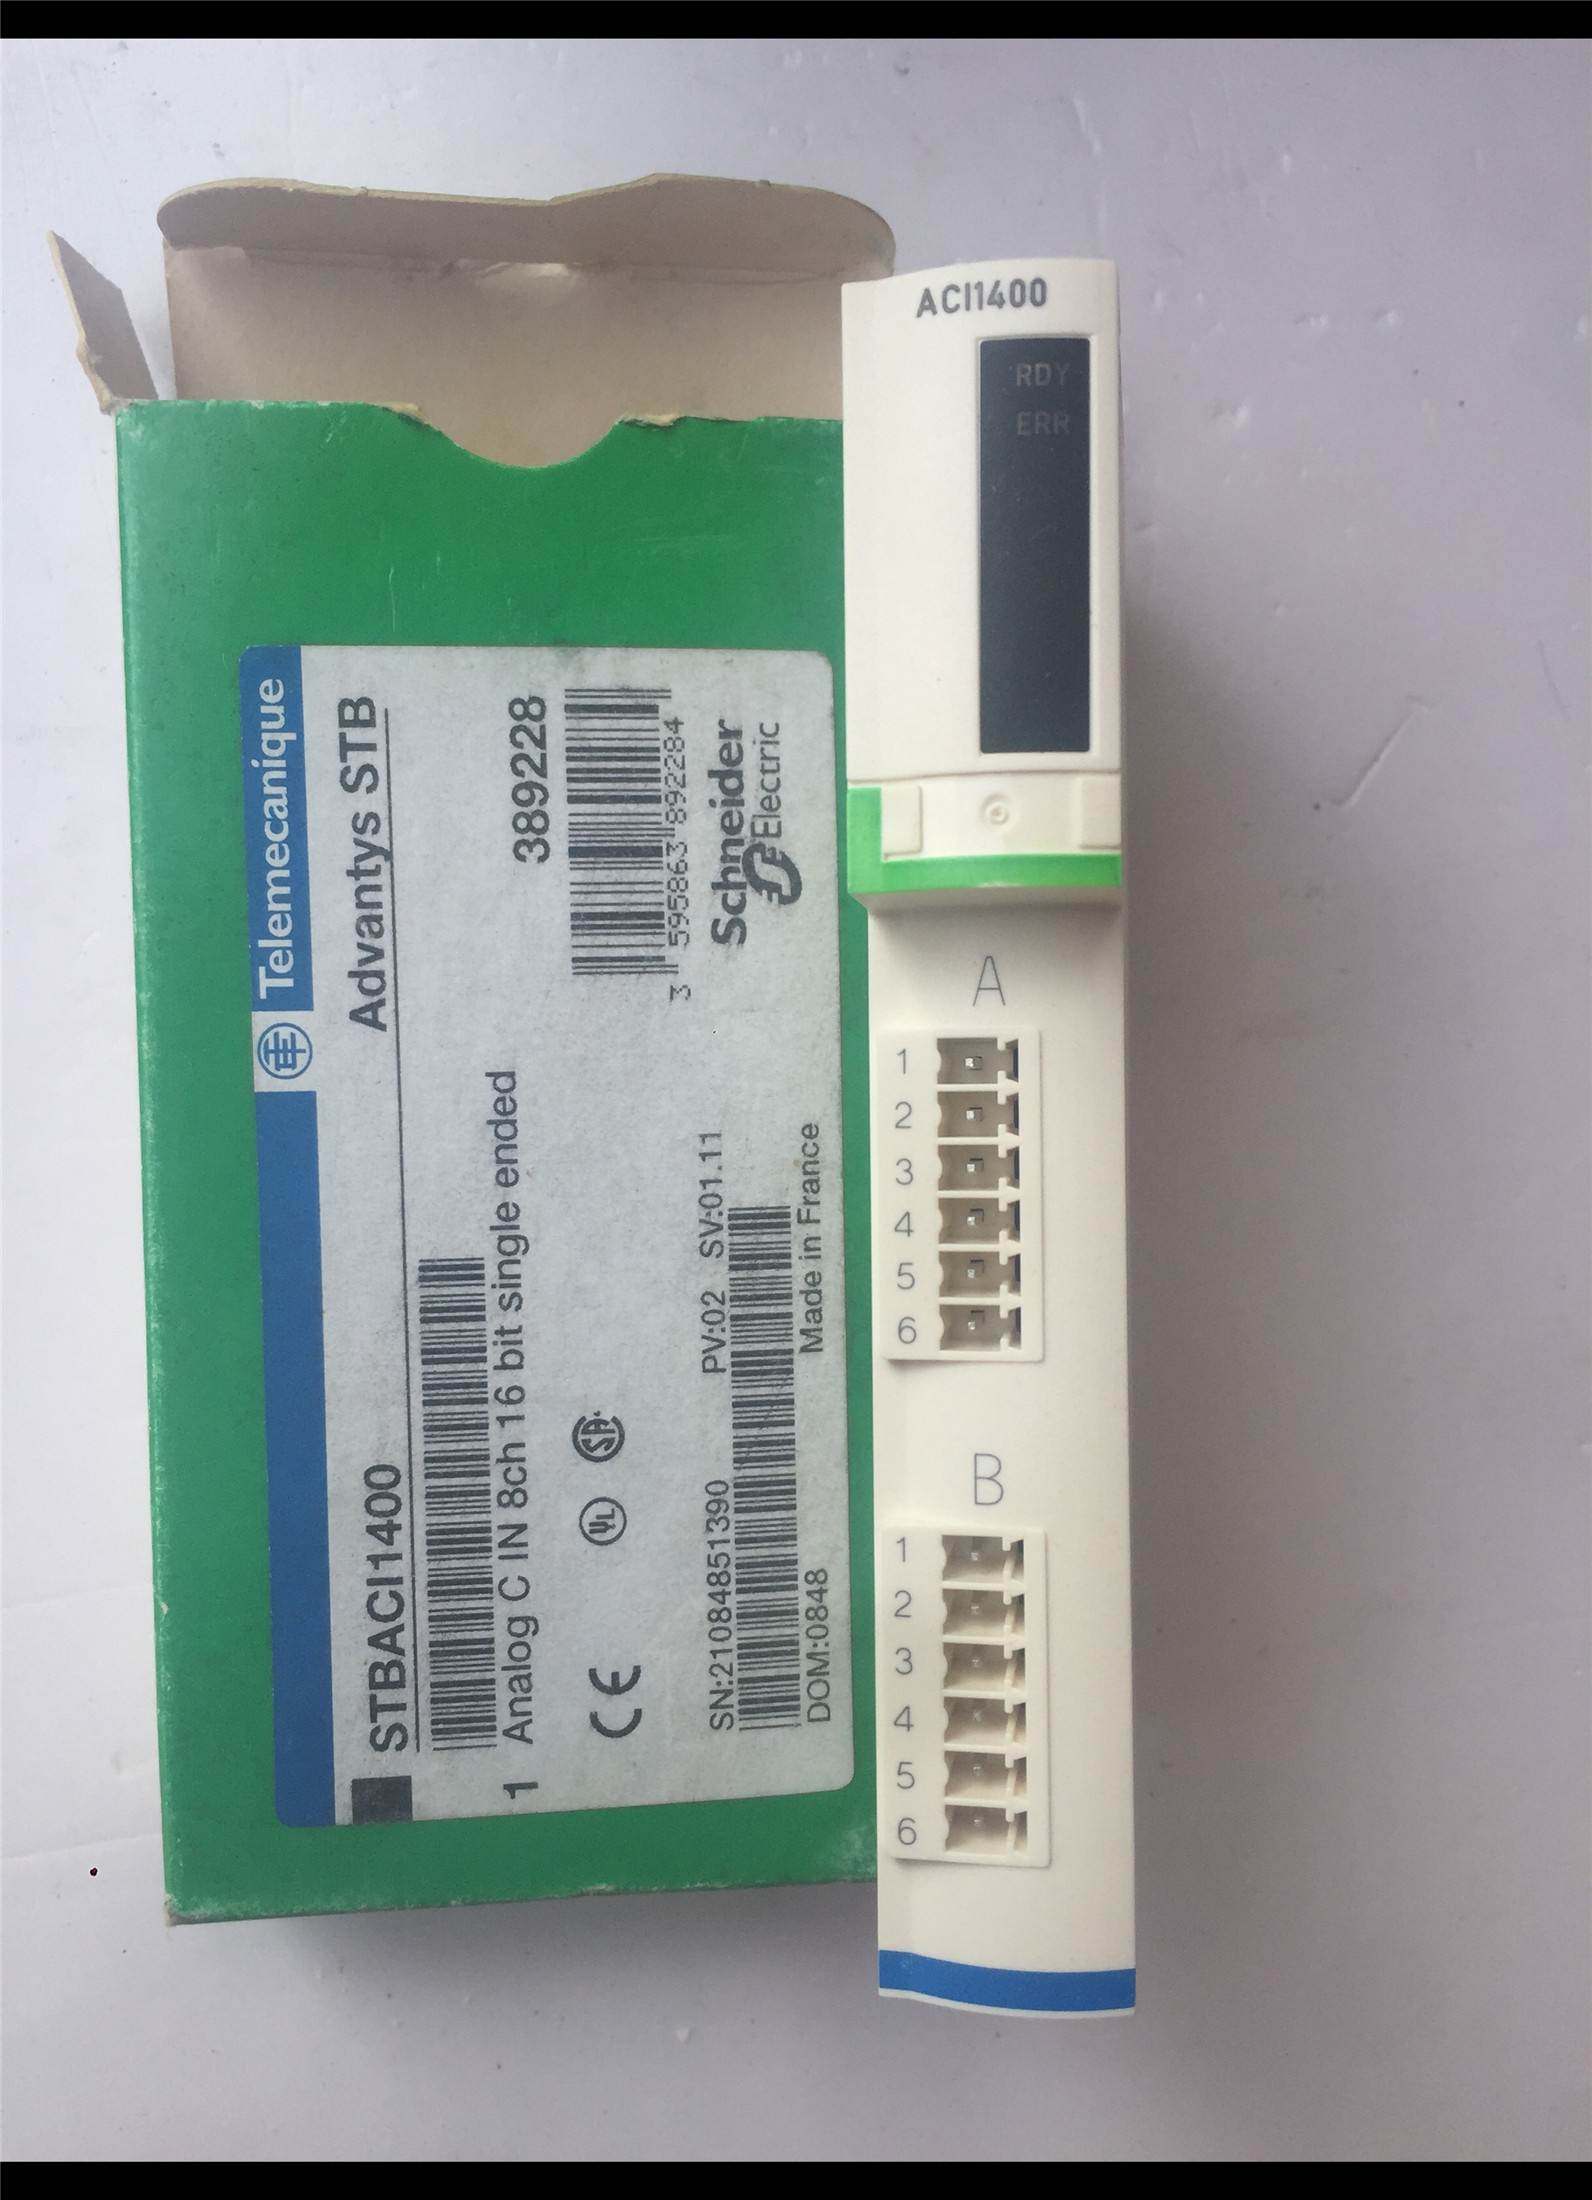 Telemecanique
STBACI1400 Advantys STB
1 Analog C IN 8ch 16 bit single ended
389228
3 595863 892284
CE UL SA
SN:21084851390 PV:02 SV:01.11
Schneider
Electric
DOM:0848 Made in France
ACI1400
RDY
ERR
A
1
2
3
4
5
6
B
1
2
3
4
5
6